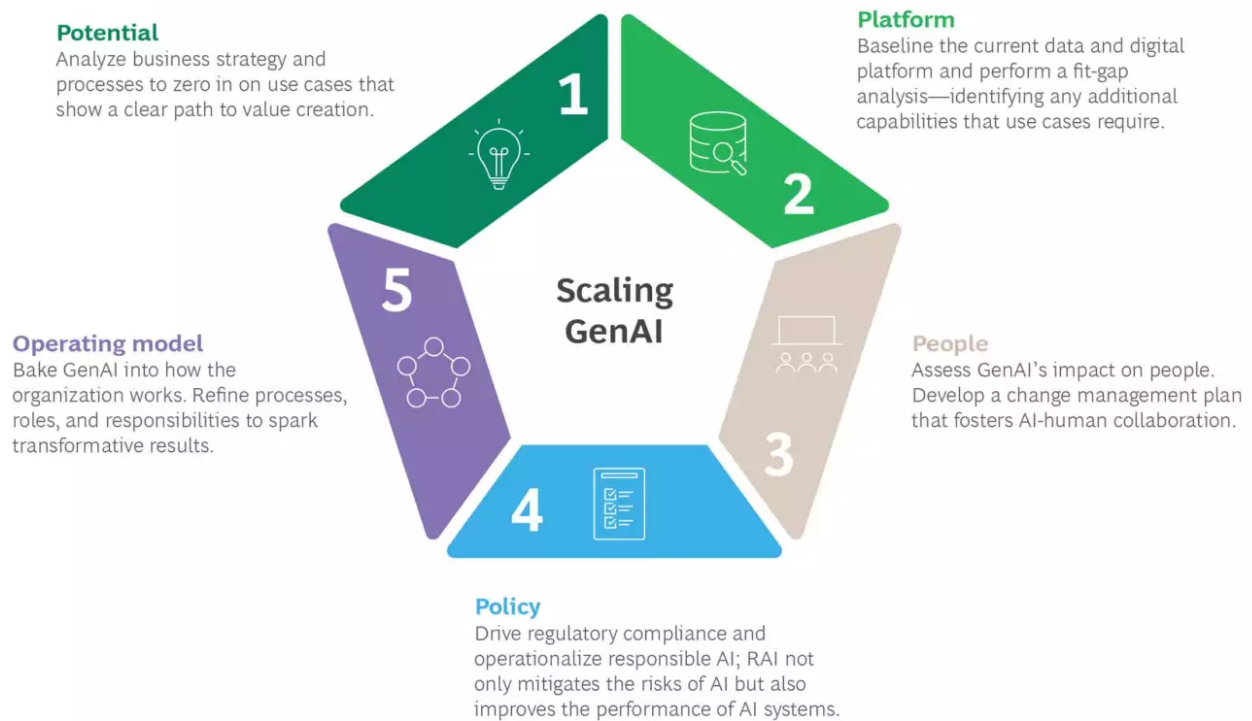 Potential
Analyze business strategy and
processes to zero in on use cases that
show a clear path to value creation.
1
Platform
Baseline the current data and digital
platform and perform a fit-gap
analysis—identifying any additional
capabilities that use cases require.
2
Scaling
GenAI
People
Assess GenAI's impact on people.
Develop a change management plan
that fosters AI-human collaboration.
3
4
Policy
Drive regulatory compliance and
operationalize responsible AI; RAI not
only mitigates the risks of AI but also
improves the performance of AI systems.
5
Operating model
Bake GenAI into how the
organization works. Refine processes,
roles, and responsibilities to spark
transformative results.